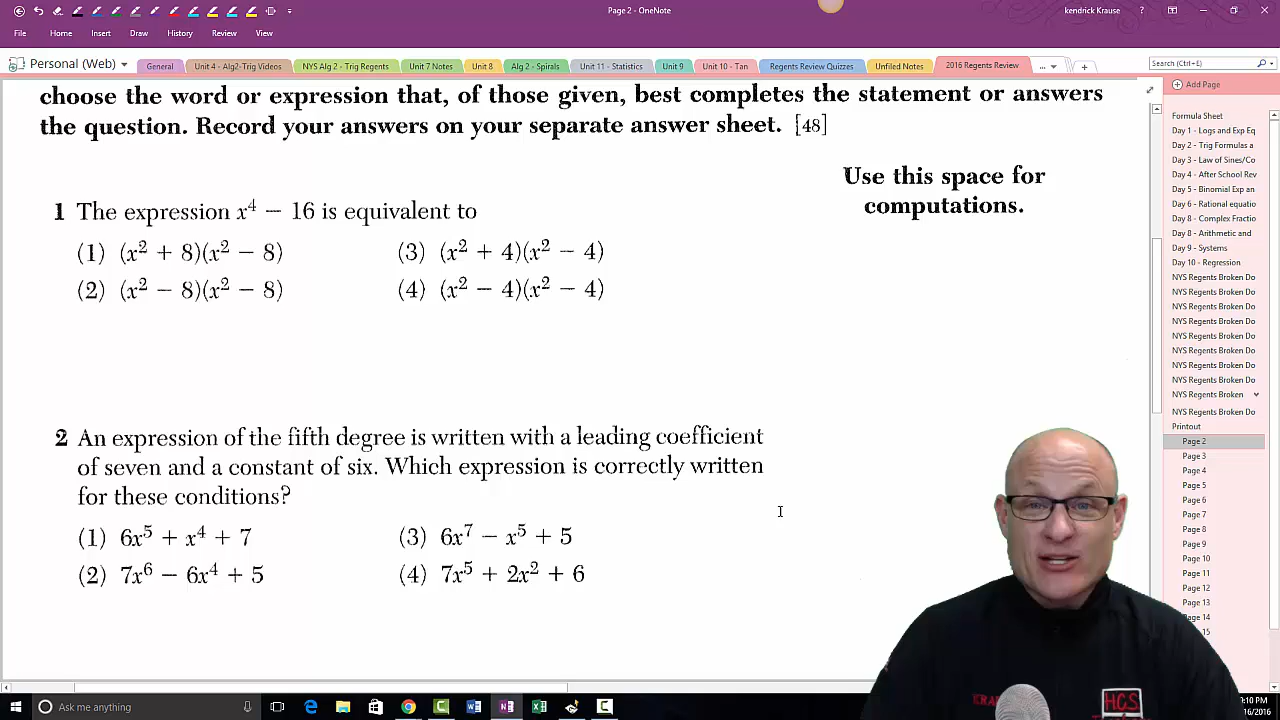 Page 2 - OneNote
kendrick Krause
?
File Home Insert Draw History Review View
Personal (Web)
General
Unit 4 - Alg2-Trig Videos
NYS Alg 2 - Trig Regents
Unit 7 Notes
Unit 8
Alg 2 - Spirals
Unit 11 - Statistics
Unit 9
Unit 10 - Tan
Regents Review Quizzes
Unfiled Notes
2016 Regents Review
...
Search (Ctrl+E)
choose the word or expression that, of those given, best completes the statement or answers
the question. Record your answers on your separate answer sheet. [48]
Use this space for
computations.
1 The expression x⁴ − 16 is equivalent to
(1) (x² + 8)(x² − 8) (3) (x² + 4)(x² − 4)
(2) (x² − 8)(x² − 8) (4) (x² − 4)(x² − 4)
2 An expression of the fifth degree is written with a leading coefficient
of seven and a constant of six. Which expression is correctly written
for these conditions?
(1) 6x⁵ + x⁴ + 7 (3) 6x⁷ − x⁵ + 5
(2) 7x⁶ − 6x⁴ + 5 (4) 7x⁵ + 2x² + 6
Add Page
Formula Sheet
Day 1 - Logs and Exp Eq
Day 2 - Trig Formulas a
Day 3 - Law of Sines/Co
Day 4 - After School Rev
Day 5 - Binomial Exp an
Day 6 - Rational equatio
Day 8 - Complex Fractio
Day 8 - Arithmetic and
Day 9 - Systems
Day 10 - Regression
NYS Regents Broken Do
NYS Regents Broken Do
NYS Regents Broken Do
NYS Regents Broken Do
NYS Regents Broken Do
NYS Regents Broken Do
NYS Regents Broken Do
NYS Regents Broken Do
NYS Regents Broken
NYS Regents Broken Do
Printout
Page 2
Page 3
Page 4
Page 5
Page 6
Page 7
Page 8
Page 9
Page 10
Page 11
Page 12
Page 13
Page 14
15
HCS
Ask me anything
:10 PM
16/2016